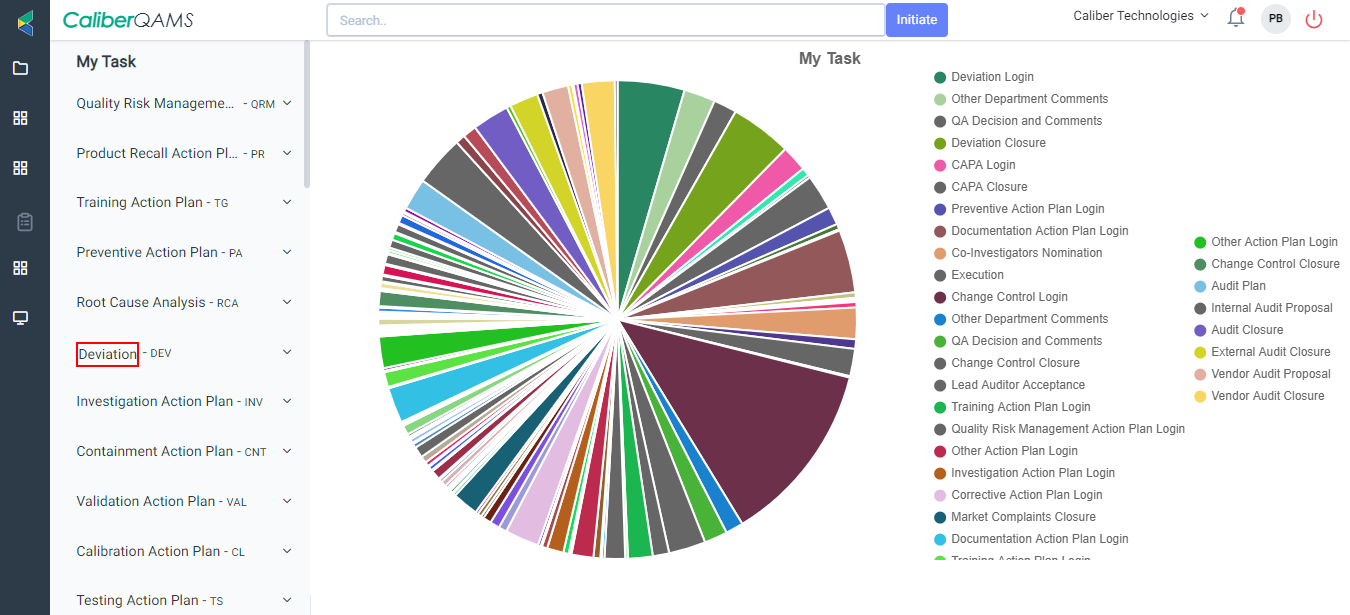 CaliberQAMS
Search..
Initiate
Caliber Technologies
PB
My Task
Quality Risk Manageme... - QRM
Product Recall Action Pl... - PR
Training Action Plan - TG
Preventive Action Plan - PA
Root Cause Analysis - RCA
Deviation - DEV
Investigation Action Plan - INV
Containment Action Plan - CNT
Validation Action Plan - VAL
Calibration Action Plan - CL
Testing Action Plan - TS
My Task
Deviation Login
Other Department Comments
QA Decision and Comments
Deviation Closure
CAPA Login
CAPA Closure
Preventive Action Plan Login
Documentation Action Plan Login
Co-Investigators Nomination
Execution
Change Control Login
Other Department Comments
QA Decision and Comments
Change Control Closure
Lead Auditor Acceptance
Training Action Plan Login
Quality Risk Management Action Plan Login
Other Action Plan Login
Investigation Action Plan Login
Corrective Action Plan Login
Market Complaints Closure
Documentation Action Plan Login
Training Action Plan Login
Other Action Plan Login
Change Control Closure
Audit Plan
Internal Audit Proposal
Audit Closure
External Audit Closure
Vendor Audit Proposal
Vendor Audit Closure